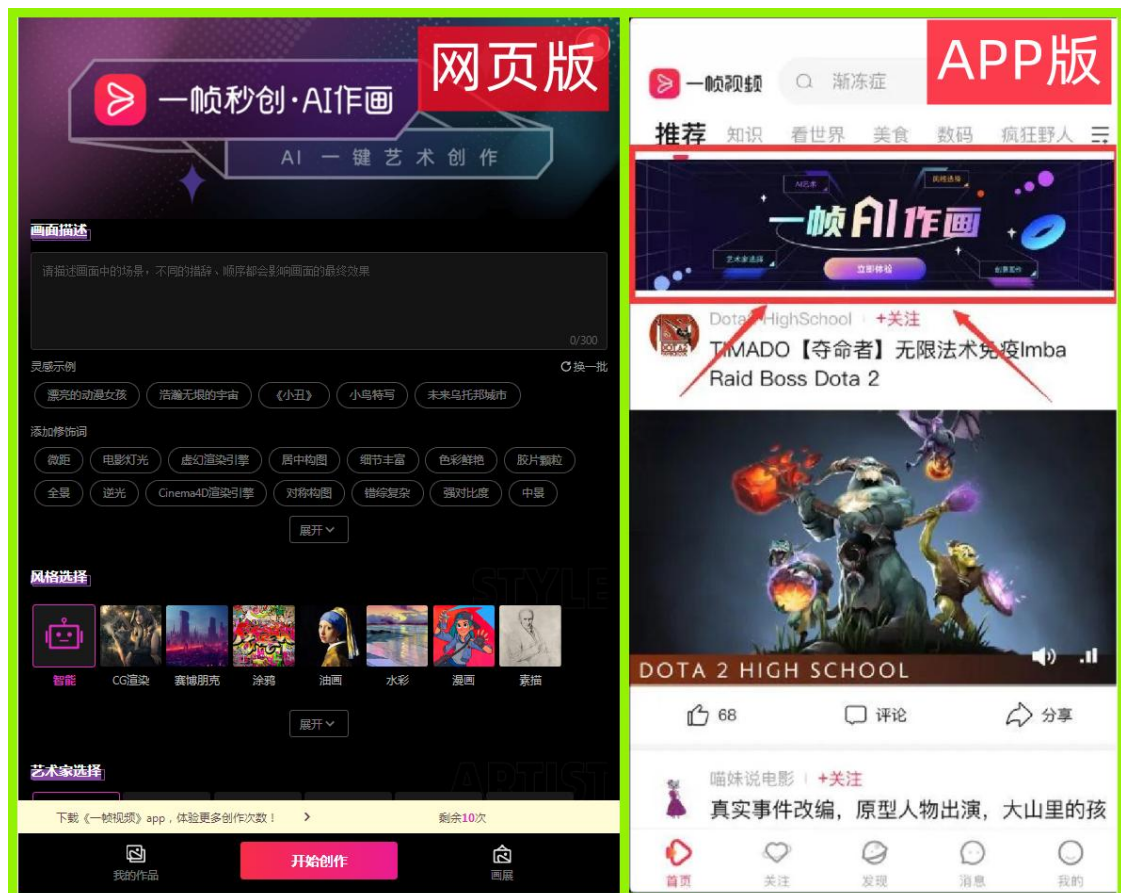 网页版
一帧秒创·AI作画
AI 一键艺术创作
画面描述
请描述画面中的场景，不同的描辞、顺序都会影响画面的最终效果
0/300
灵感示例
换一批
漂亮的动漫女孩 浩瀚无垠的宇宙 《小丑》 小鸟特写 未来乌托邦城市
添加修饰词
微距 电影灯光 虚幻渲染引擎 居中构图 细节丰富 色彩鲜艳 胶片颗粒
全景 逆光 Cinema4D渲染引擎 对称构图 错综复杂 强对比度 中景
展开
风格选择
STYLE
智能 CG渲染 赛博朋克 涂鸦 油画 水彩 漫画 素描
展开
艺术家选择
ARTIST
下载《一帧视频》app，体验更多创作次数！ 剩余10次
我的作品 开始创作 画展
APP版
一帧视频
渐冻症
推荐 知识 看世界 美食 数码 疯狂野人
AI艺术 风格选择
一帧AI作画
艺术家选择 立即体验
Dota2 HighSchool +关注
TIMADO【夺命者】无限法术免疫Imba
Raid Boss Dota 2
DOTA 2 HIGH SCHOOL
68 评论 分享
喵妹说电影 +关注
真实事件改编，原型人物出演，大山里的孩
首页 关注 发现 消息 我的